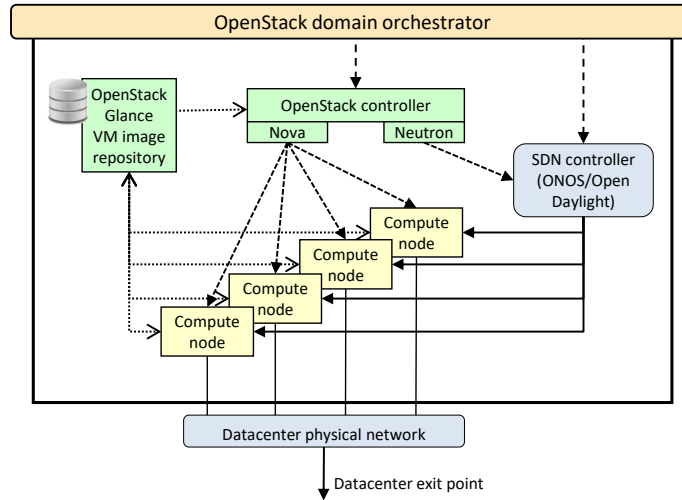 OpenStack domain orchestrator
OpenStack
Glance
VM image
repository
OpenStack controller
Nova
Neutron
SDN controller
(ONOS/Open
Daylight)
Compute
node
Compute
node
Compute
node
Compute
node
Datacenter physical network
Datacenter exit point